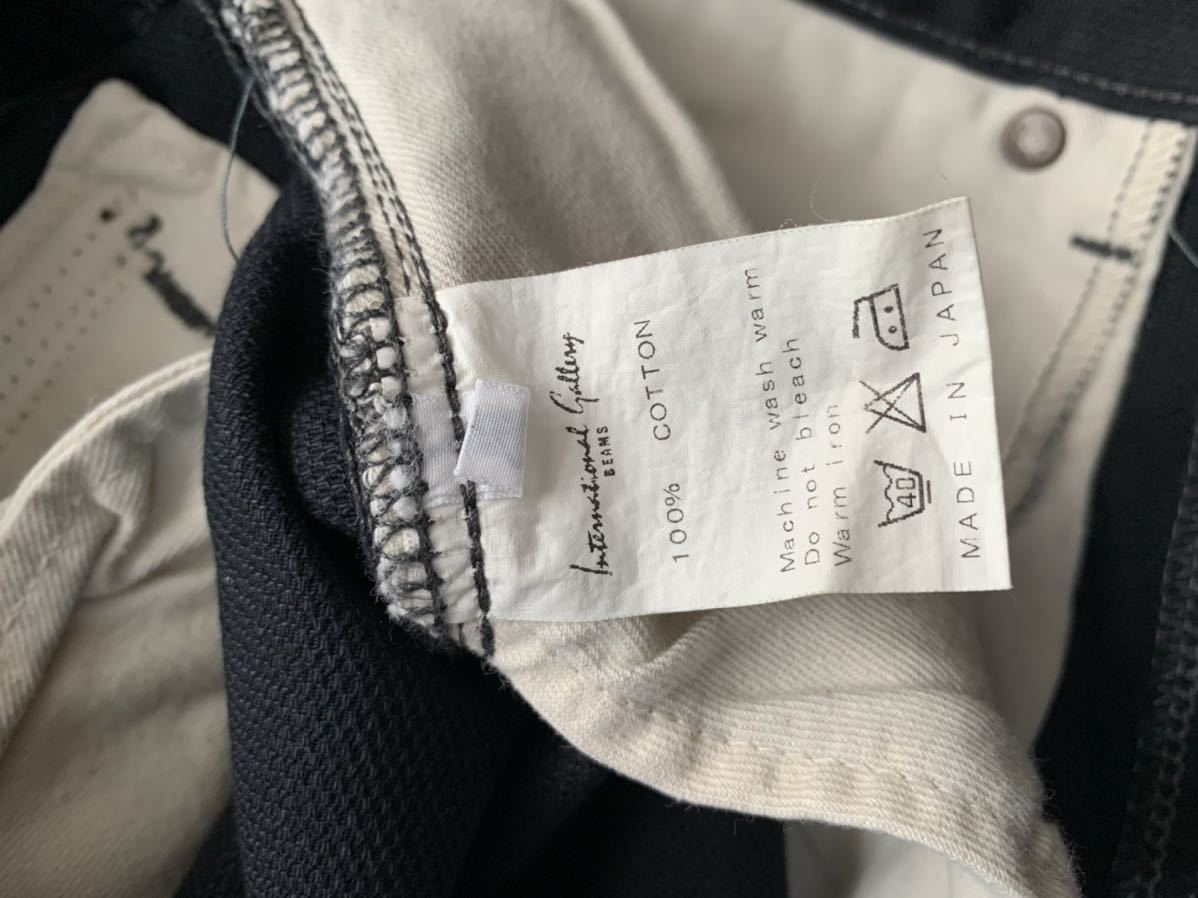 International Gallery
BEAMS
100% COTTON
Machine wash warm
Do not bleach
Warm iron
40
MADE IN JAPAN